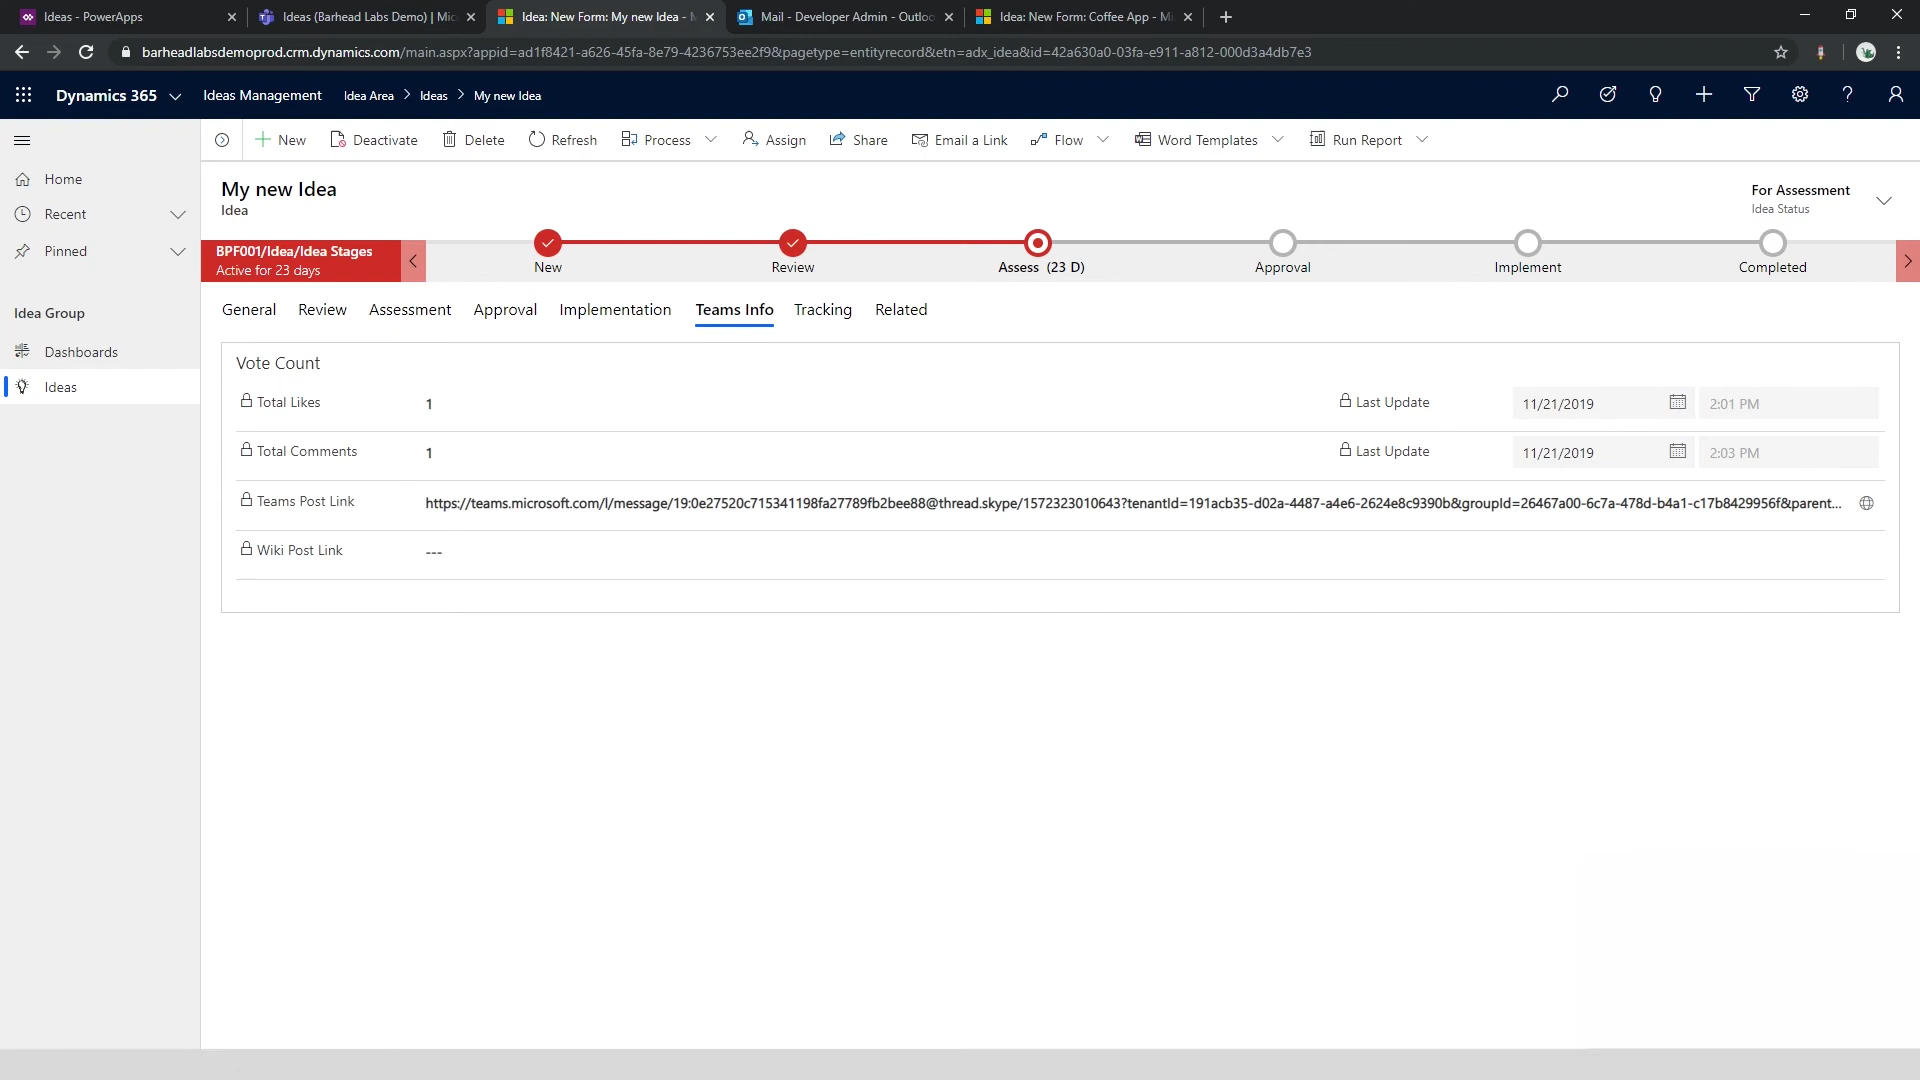 Ideas - PowerApps
Ideas (Barhead Labs Demo) | Mic
Idea: New Form: My new Idea -
Mail - Developer Admin - Outloo
Idea: New Form: Coffee App - Mi
barheadlabsdemoprod.crm.dynamics.com/main.aspx?appid=ad1f8421-a626-45fa-8e79-4236753ee2f9&pagetype=entityrecord&etn=adx_idea&id=42a630a0-03fa-e911-a812-000d3a4db7e3
Dynamics 365
Ideas Management
Idea Area > Ideas > My new Idea
New
Deactivate
Delete
Refresh
Process
Assign
Share
Email a Link
Flow
Word Templates
Run Report
Home
Recent
Pinned
Idea Group
Dashboards
Ideas
My new Idea
Idea
For Assessment
Idea Status
BPF001/Idea/Idea Stages
Active for 23 days
New
Review
Assess (23 D)
Approval
Implement
Completed
General
Review
Assessment
Approval
Implementation
Teams Info
Tracking
Related
Vote Count
Total Likes
1
Last Update
11/21/2019
2:01 PM
Total Comments
1
Last Update
11/21/2019
2:03 PM
Teams Post Link
https://teams.microsoft.com/l/message/19:0e27520c715341198fa27789fb2bee88@thread.skype/1572323010643?tenantId=191acb35-d02a-4487-a4e6-2624e8c9390b&groupId=26467a00-6c7a-478d-b4a1-c17b8429956f&parent...
Wiki Post Link
---